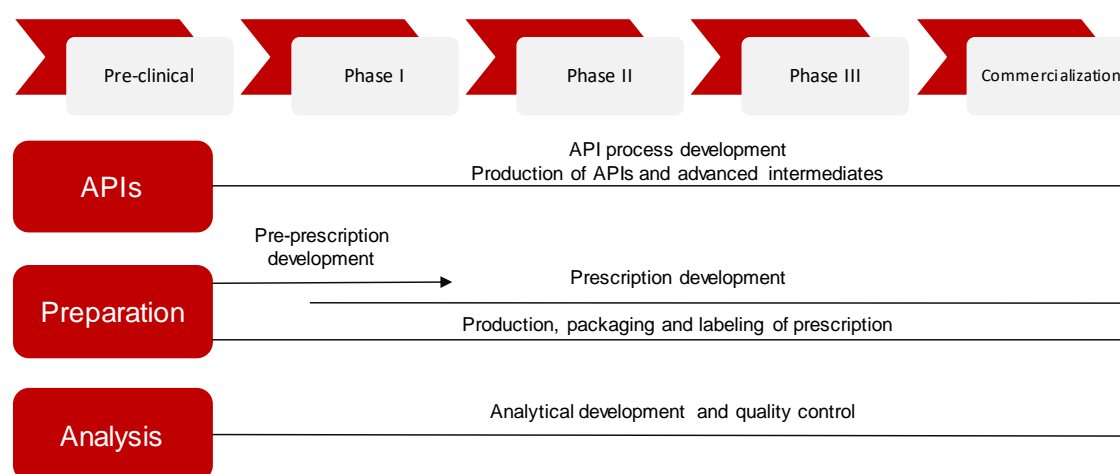 Pre-clinical
Phase I
Phase II
Phase III
Commercialization
APIs
API process development
Production of APIs and advanced intermediates
Pre-prescription
development
Preparation
Prescription development
Production, packaging and labeling of prescription
Analysis
Analytical development and quality control